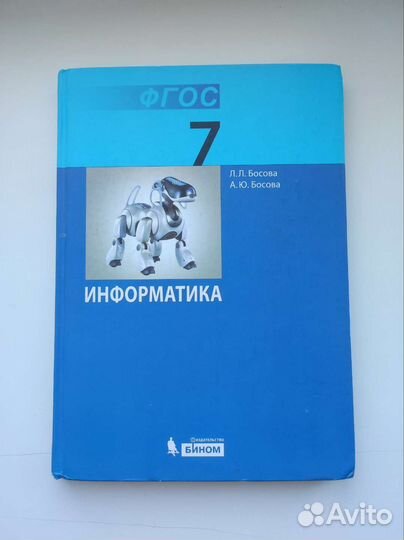 ФГОС
7
Л.Л. Босова
А.Ю. Босова
ИНФОРМАТИКА
ИЗДАТЕЛЬСТВО
БИНОМ
Avito